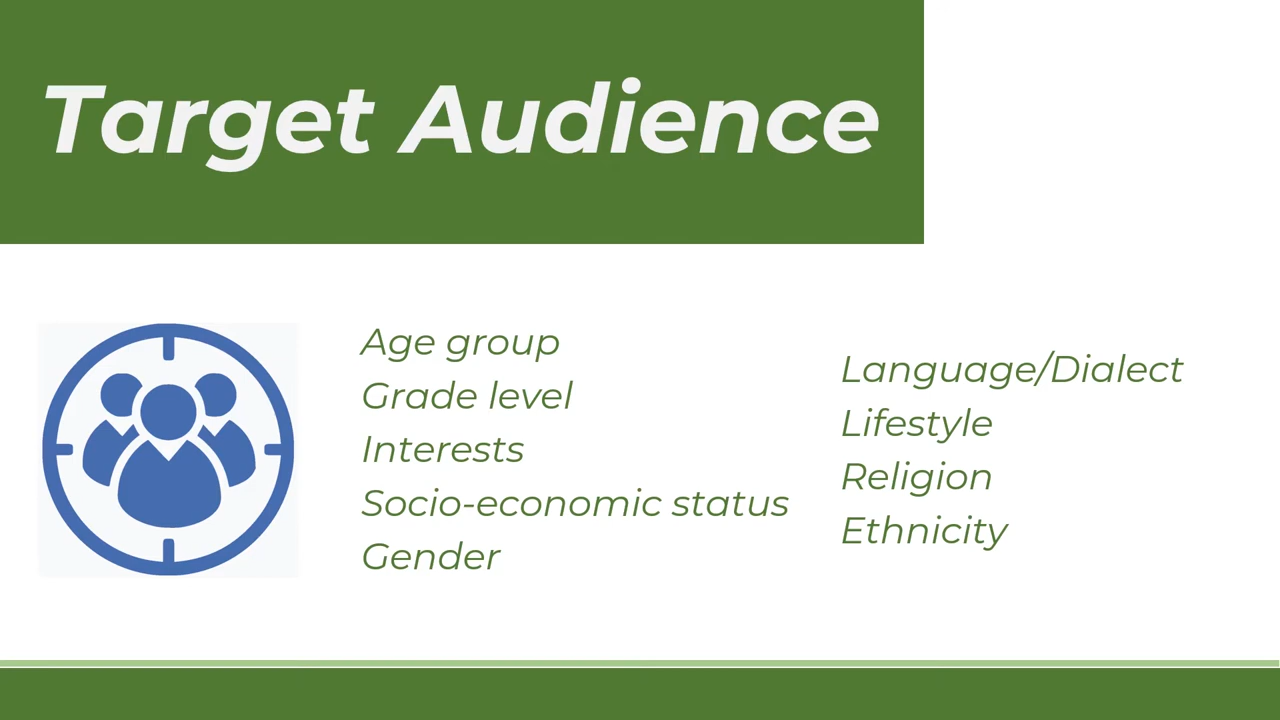 Target Audience
Age group
Grade level
Interests
Socio-economic status
Gender
Language/Dialect
Lifestyle
Religion
Ethnicity